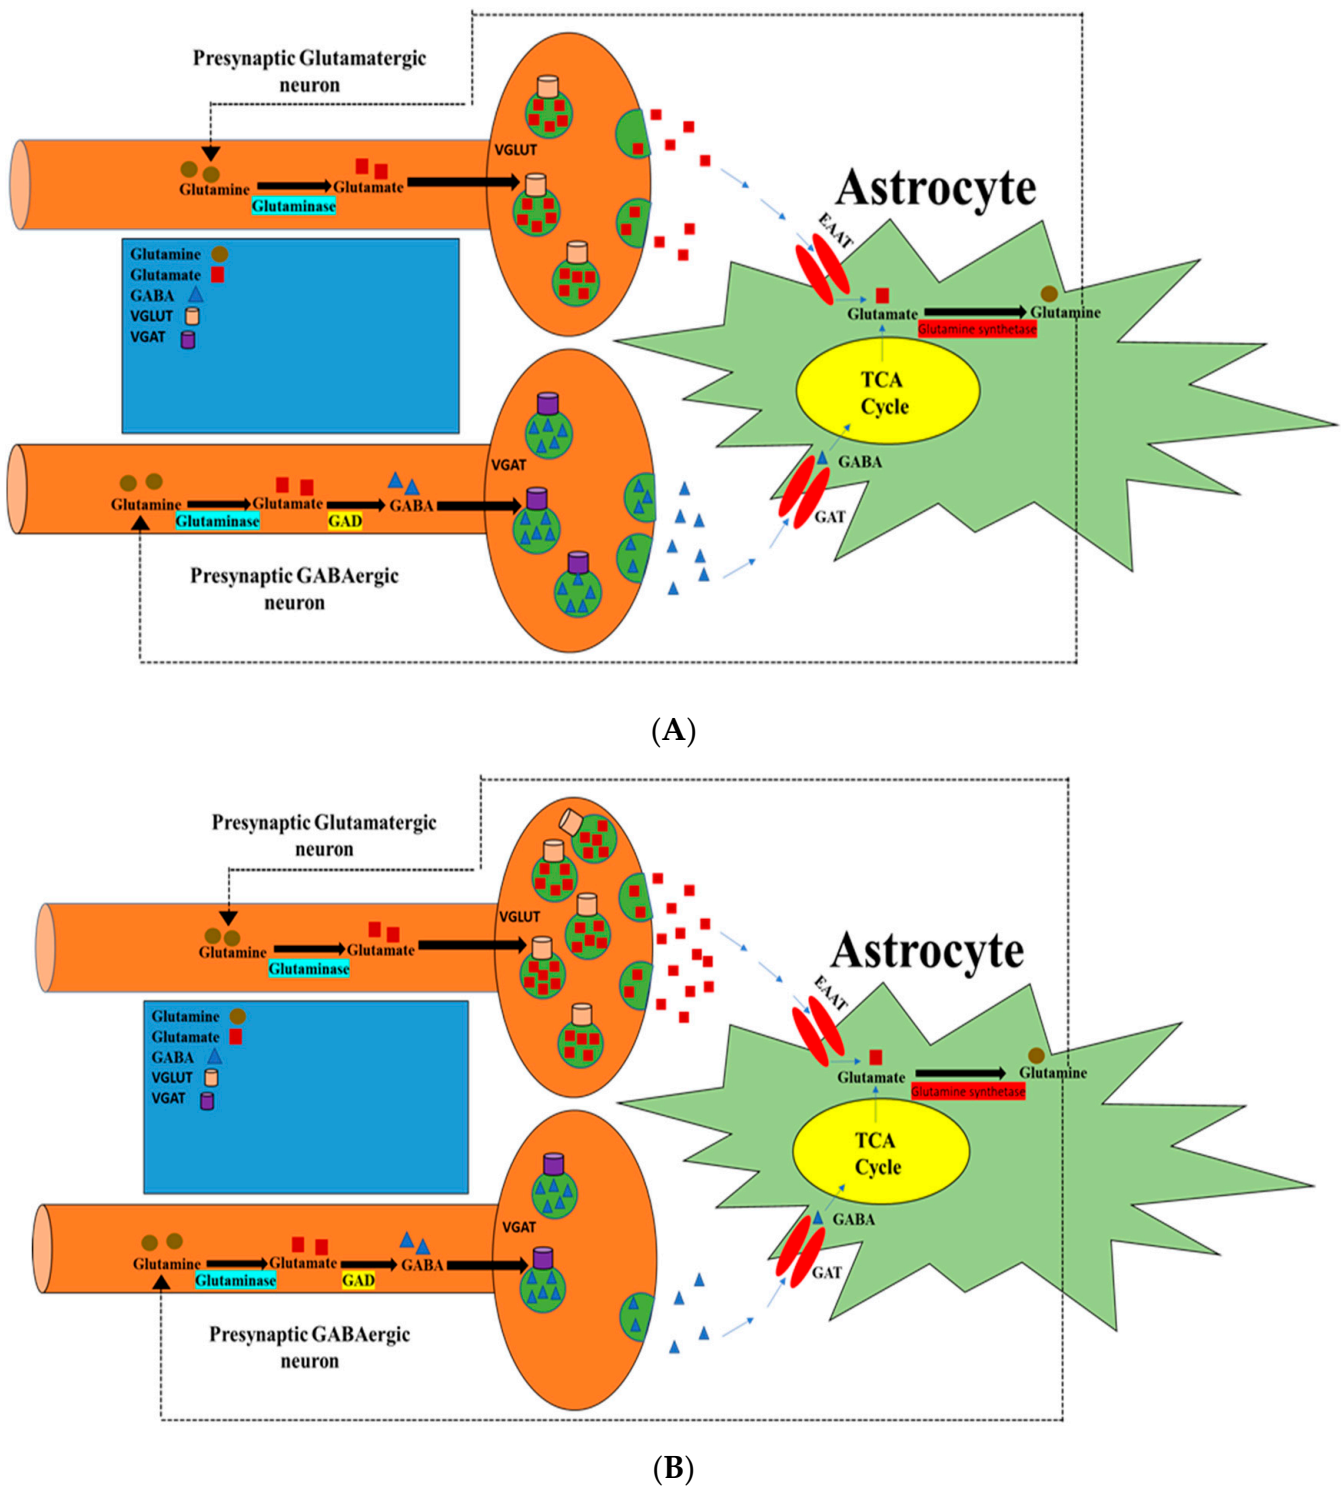 Presynaptic Glutamatergic
neuron
VGLUT
Glutamine
Glutamate
Glutaminase
Astrocyte
EAAT
Glutamate
Glutamine
Glutamine synthetase
TCA
Cycle
GABA
GAT
Glutamine
Glutamate
GABA
VGLUT
VGAT
VGAT
Glutamine
Glutamate
GABA
Glutaminase
GAD
Presynaptic GABAergic
neuron
(A)
Presynaptic Glutamatergic
neuron
VGLUT
Glutamine
Glutamate
Glutaminase
Astrocyte
EAAT
Glutamate
Glutamine
Glutamine synthetase
TCA
Cycle
GABA
GAT
Glutamine
Glutamate
GABA
VGLUT
VGAT
VGAT
Glutamine
Glutamate
GABA
Glutaminase
GAD
Presynaptic GABAergic
neuron
(B)